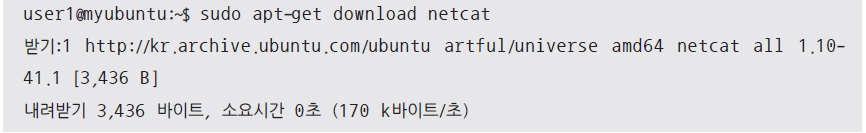 user1@myubuntu:~$ sudo apt-get download netcat
받기:1 http://kr.archive.ubuntu.com/ubuntu artful/universe amd64 netcat all 1.10-
41.1 [3,436 B]
내려받기 3,436 바이트, 소요시간 0초 (170 k바이트/초)